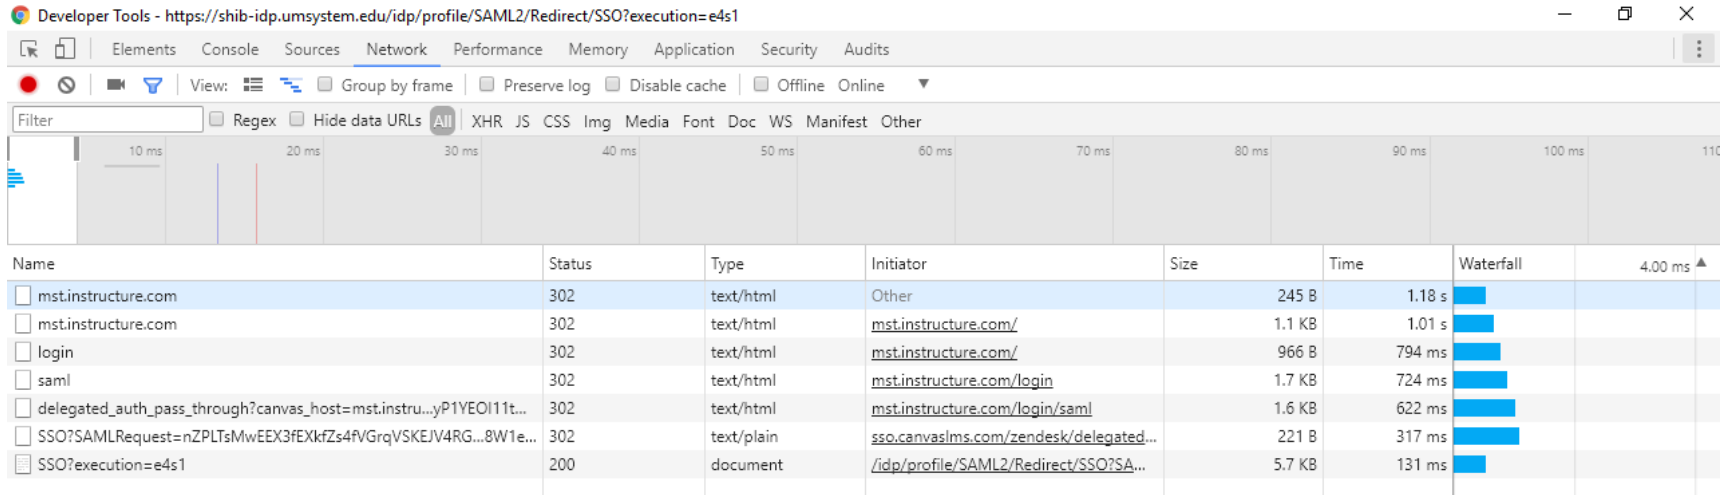 Developer Tools - https://shib-idp.umsystem.edu/idp/profile/SAML2/Redirect/SSO?execution=e4s1
Elements Console Sources Network Performance Memory Application Security Audits
View: Group by frame Preserve log Disable cache Offline Online
Filter Regex Hide data URLs All XHR JS CSS Img Media Font Doc WS Manifest Other
10 ms 20 ms 30 ms 40 ms 50 ms 60 ms 70 ms 80 ms 90 ms 100 ms 110
Name Status Type Initiator Size Time Waterfall 4.00 ms
mst.instructure.com 302 text/html Other 245 B 1.18 s
mst.instructure.com 302 text/html mst.instructure.com/ 1.1 KB 1.01 s
login 302 text/html mst.instructure.com/ 966 B 794 ms
saml 302 text/html mst.instructure.com/login 1.7 KB 724 ms
delegated_auth_pass_through?canvas_host=mst.instru...yP1YEOI11t... 302 text/html mst.instructure.com/login/saml 1.6 KB 622 ms
SSO?SAMLRequest=nZPLTsMwEEX3fEXkfZs4fVGrqVSKEJV4RG...8W1e... 302 text/plain sso.canvaslms.com/zendesk/delegated... 221 B 317 ms
SSO?execution=e4s1 200 document /idp/profile/SAML2/Redirect/SSO?SA... 5.7 KB 131 ms